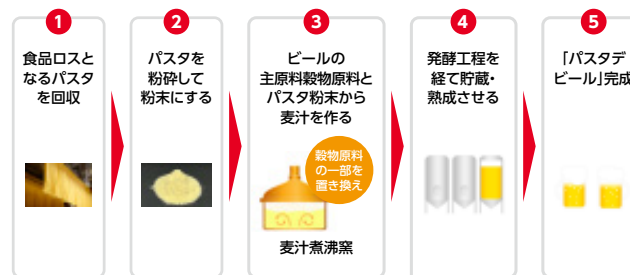 1
食品ロスと
なるパスタ
を回収
2
パスタを
粉砕して
粉末にする
3
ビールの
主原料穀物原料と
パスタ粉末から
麦汁を作る
穀物原料
の一部を
置き換え
麦汁煮沸窯
4
発酵工程を
経て貯蔵・
熟成させる
5
「パスタデ
ビール」完成